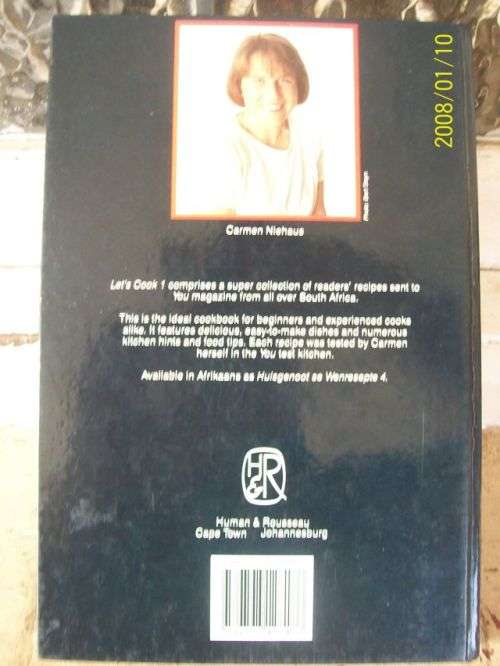 2008/01/10
Carmen Niehaus
Let's Cook 1 comprises a super collection of readers' recipes sent to
You magazine from all over South Africa.
This is the ideal cookbook for beginners and experienced cooks
alike. It features delicious, easy-to-make dishes and numerous
kitchen hints and food tips. Each recipe was tested by Carmen
herself in the You test kitchen.
Available in Afrikaans as Huisgenoot se Wenresepte 4.
H&R
Human & Rousseau
Cape Town Johannesburg